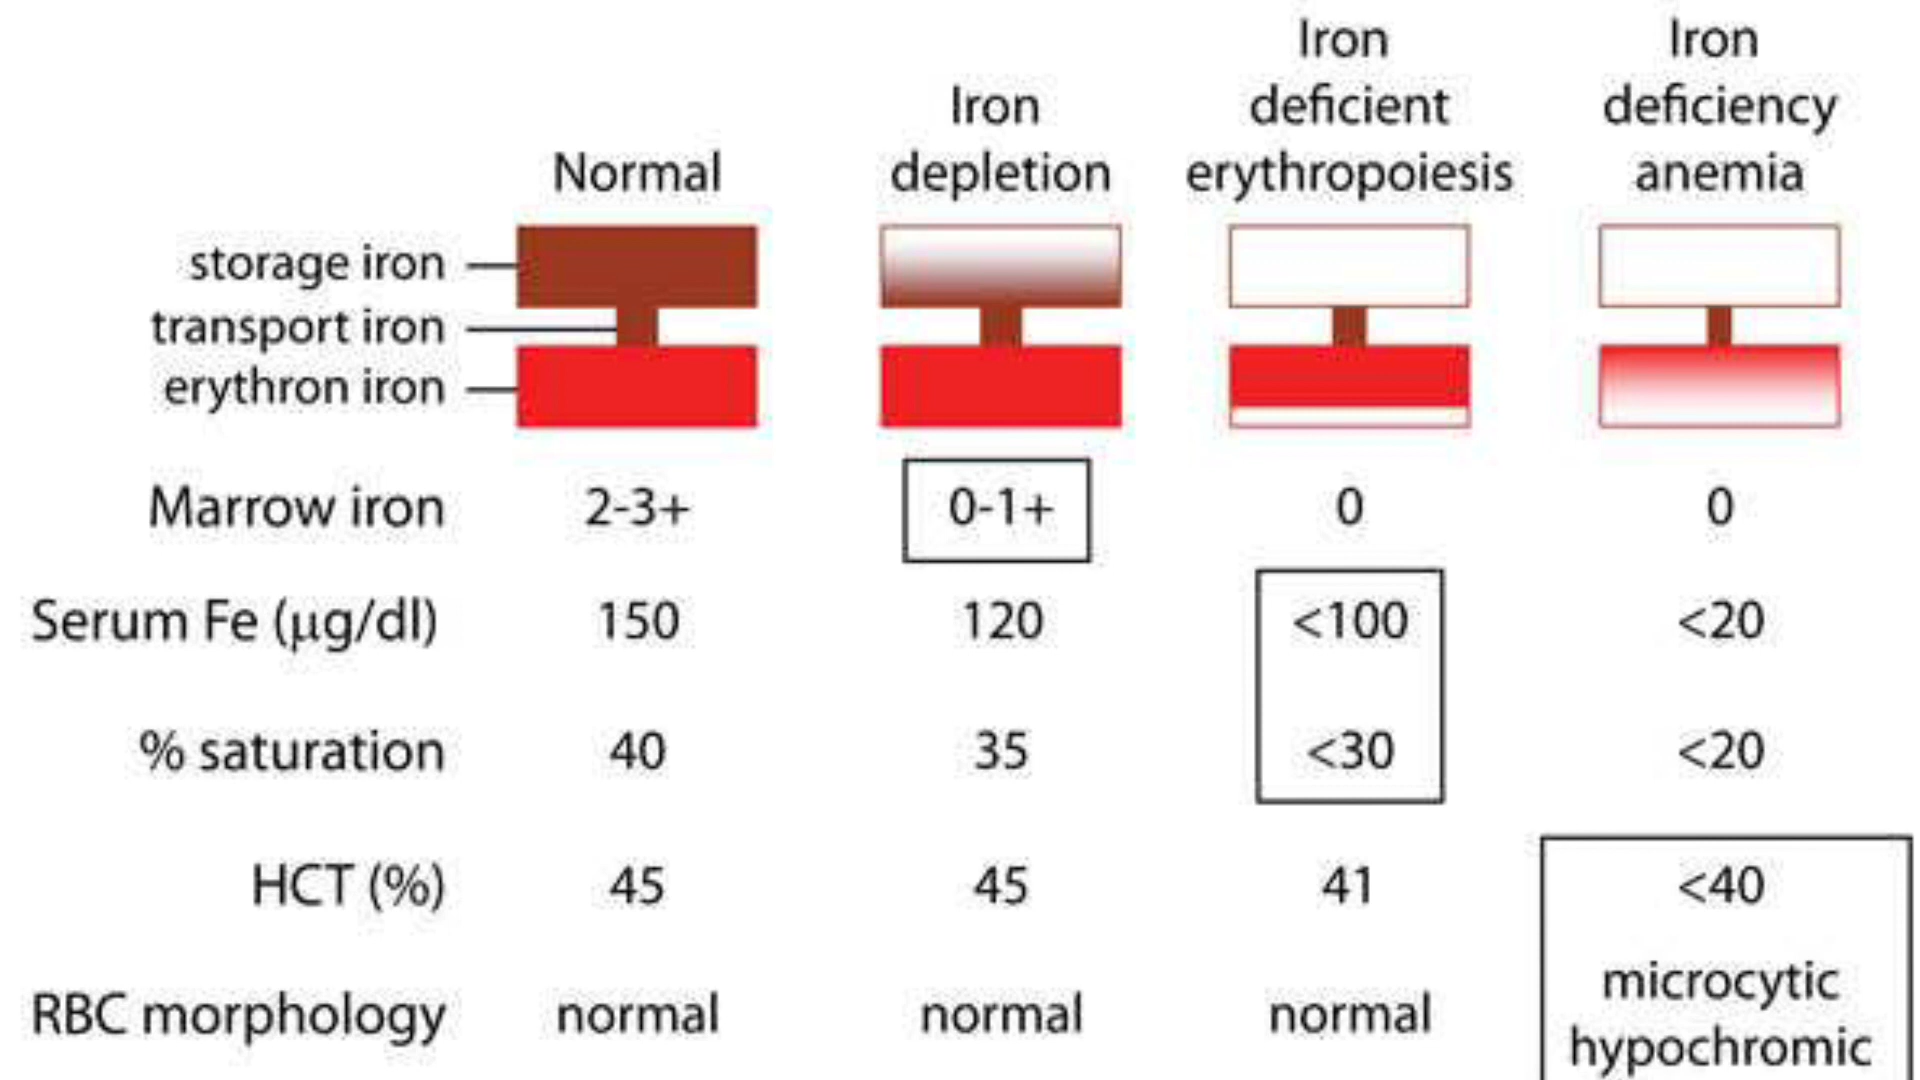 Normal
Iron
depletion
Iron
deficient
erythropoiesis
Iron
deficiency
anemia
storage iron
transport iron
erythron iron
Marrow iron 2-3+ 0-1+ 0 0
Serum Fe (µg/dl) 150 120 <100 <20
% saturation 40 35 <30 <20
HCT (%) 45 45 41 <40
RBC morphology normal normal normal microcytic
hypochromic